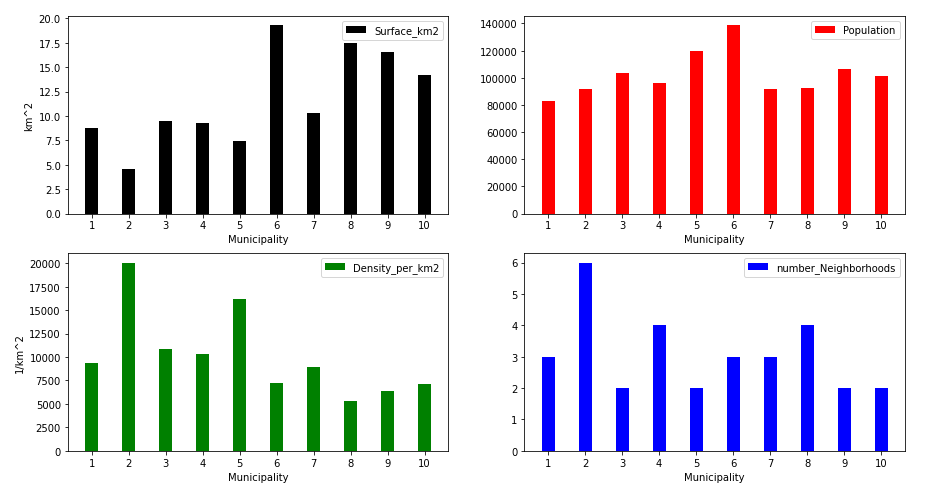 Surface_km2
20.0
17.5
15.0
12.5
10.0
7.5
5.0
2.5
0.0
km^2
1 2 3 4 5 6 7 8 9 10
Municipality
Population
140000
120000
100000
80000
60000
40000
20000
0
1 2 3 4 5 6 7 8 9 10
Municipality
Density_per_km2
20000
17500
15000
12500
10000
7500
5000
2500
0
1/km^2
1 2 3 4 5 6 7 8 9 10
Municipality
number_Neighborhoods
6
5
4
3
2
1
0
1 2 3 4 5 6 7 8 9 10
Municipality